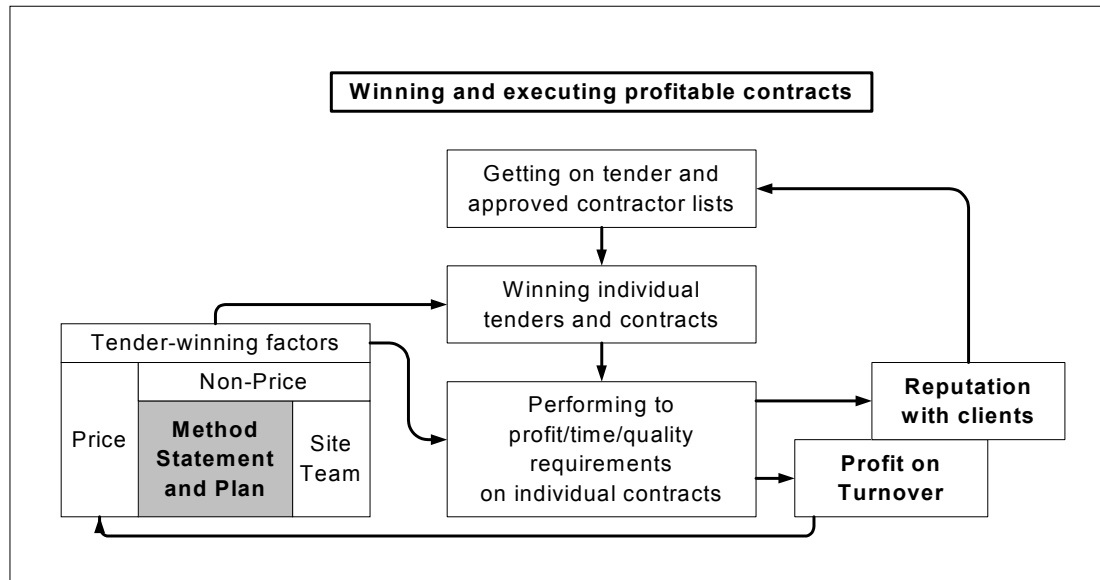 Winning and executing profitable contracts
Getting on tender and
approved contractor lists
Winning individual
tenders and contracts
Tender-winning factors
Non-Price
Price
Method
Statement
and Plan
Site
Team
Performing to
profit/time/quality
requirements
on individual contracts
Reputation
with clients
Profit on
Turnover